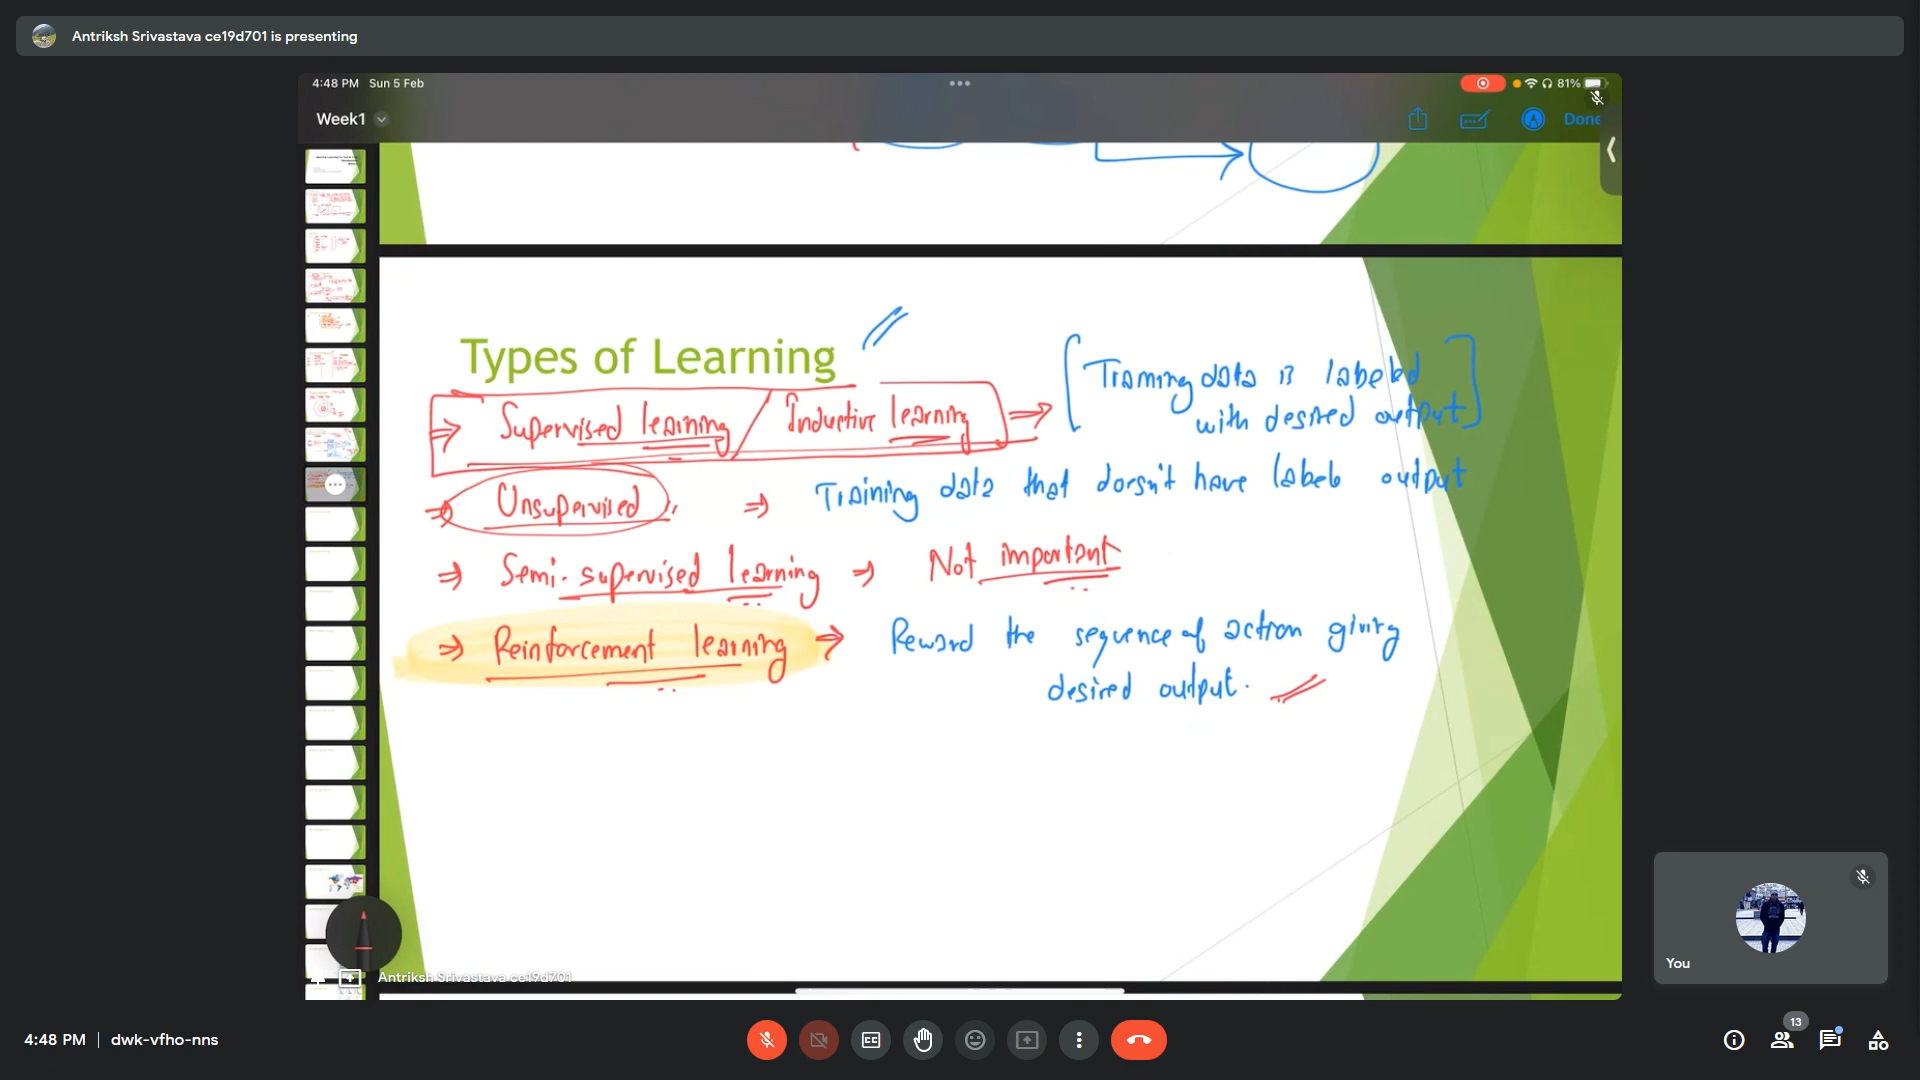 Antriksh Srivastava ce19d701 is presenting
4:48 PM Sun 5 Feb
81%
Week1
Done
Types of Learning
⇒ Supervised learning / Inductive learning ⇒ [Training data is labeled
with desired output]
⇒ Unsupervised ⇒ Training data that doesn't have labels output
⇒ Semi-supervised learning ⇒ Not important
⇒ Reinforcement learning ⇒ Reward the sequence of action giving
desired output.
Antriksh Srivastava ce19d701
You
4:48 PM | dwk-vfho-nns
13